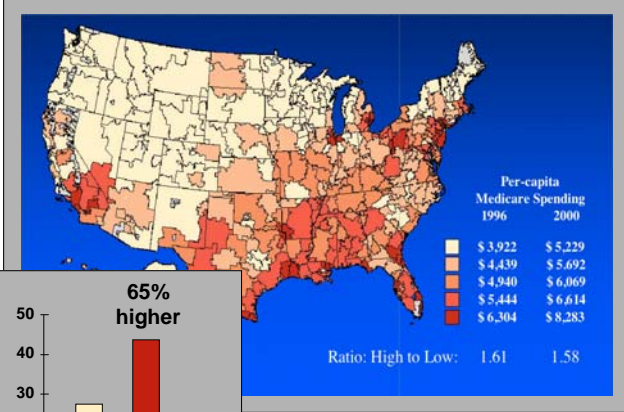 Per-capita
Medicare Spending
1996 2000
$ 3,922 $ 5,229
$ 4,439 $ 5.692
$ 4,940 $ 6,069
$ 5,444 $ 6,614
$ 6,304 $ 8,283
Ratio: High to Low: 1.61 1.58
65%
higher
50
40
30